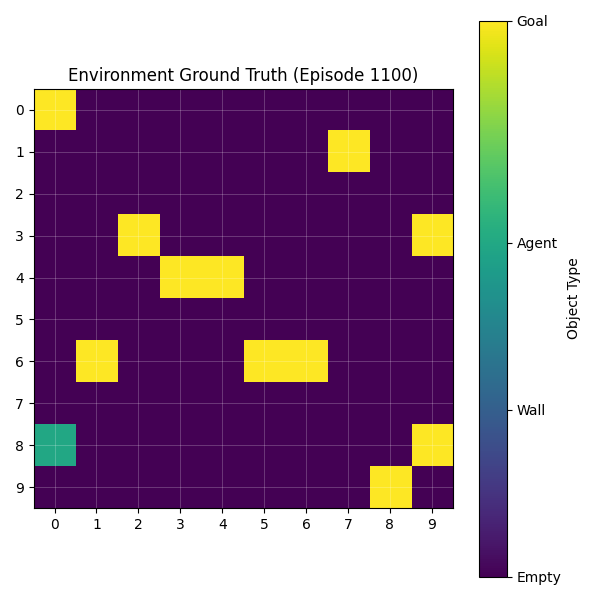 Environment Ground Truth (Episode 1100)
0
1
2
3
4
5
6
7
8
9
0 1 2 3 4 5 6 7 8 9
Goal
Agent
Wall
Empty
Object Type